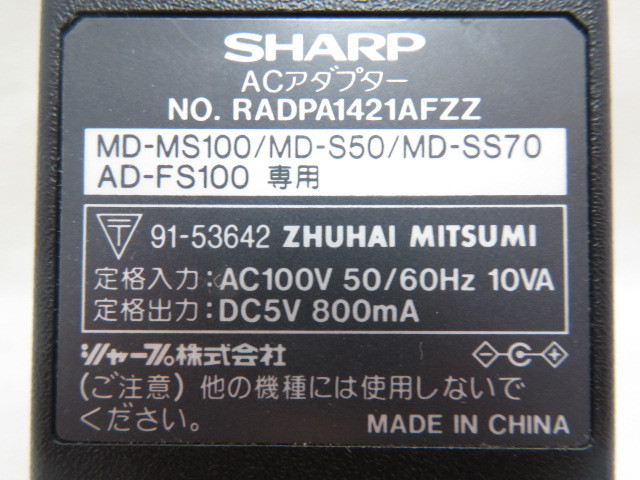 SHARP
ACアダプター
NO. RADPA1421AFZZ
MD-MS100/MD-S50/MD-SS70
AD-FS100 専用
〒 91-53642 ZHUHAI MITSUMI
定格入力:AC100V 50/60Hz 10VA
定格出力:DC5V 800mA
シャープ株式会社
(ご注意) 他の機種には使用しないで
ください。
MADE IN CHINA